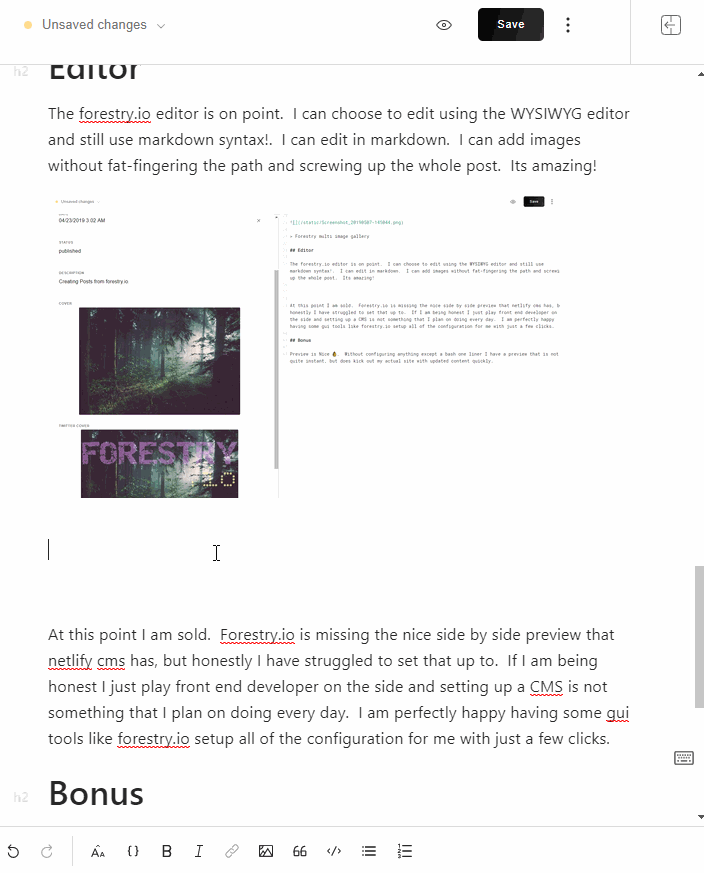 Unsaved changes
Save
h2 Editor
The forestry.io editor is on point.  I can choose to edit using the WYSIWYG editor
and still use markdown syntax!.  I can edit in markdown.  I can add images
without fat-fingering the path and screwing up the whole post.  Its amazing!
Unsaved changes
Save
04/23/2019 3:02 AM
STATUS
published
DESCRIPTION
Creating Posts from forestry.io
COVER
TWITTER COVER
FORESTRY
.IO
> Forestry multi image gallery
## Editor
The forestry.io editor is on point.  I can choose to edit using the WYSIWYG editor and still use
markdown syntax!.  I can edit in markdown.  I can add images without fat-fingering the path and screwing
up the whole post.  Its amazing!
At this point I am sold.  Forestry.io is missing the nice side by side preview that netlify cms has, b
honestly I have struggled to set that up to.  If I am being honest I just play front end developer on
the side and setting up a CMS is not something that I plan on doing every day.  I am perfectly happy
having some gui tools like forestry.io setup all of the configuration for me with just a few clicks.
## Bonus
Preview is Nice 👌.  Without configuring anything except a bash one liner I have a preview that is not
quite instant, but does kick out my actual site with updated content quickly.
At this point I am sold.  Forestry.io is missing the nice side by side preview that
netlify cms has, but honestly I have struggled to set that up to.  If I am being
honest I just play front end developer on the side and setting up a CMS is not
something that I plan on doing every day.  I am perfectly happy having some gui
tools like forestry.io setup all of the configuration for me with just a few clicks.
h2 Bonus